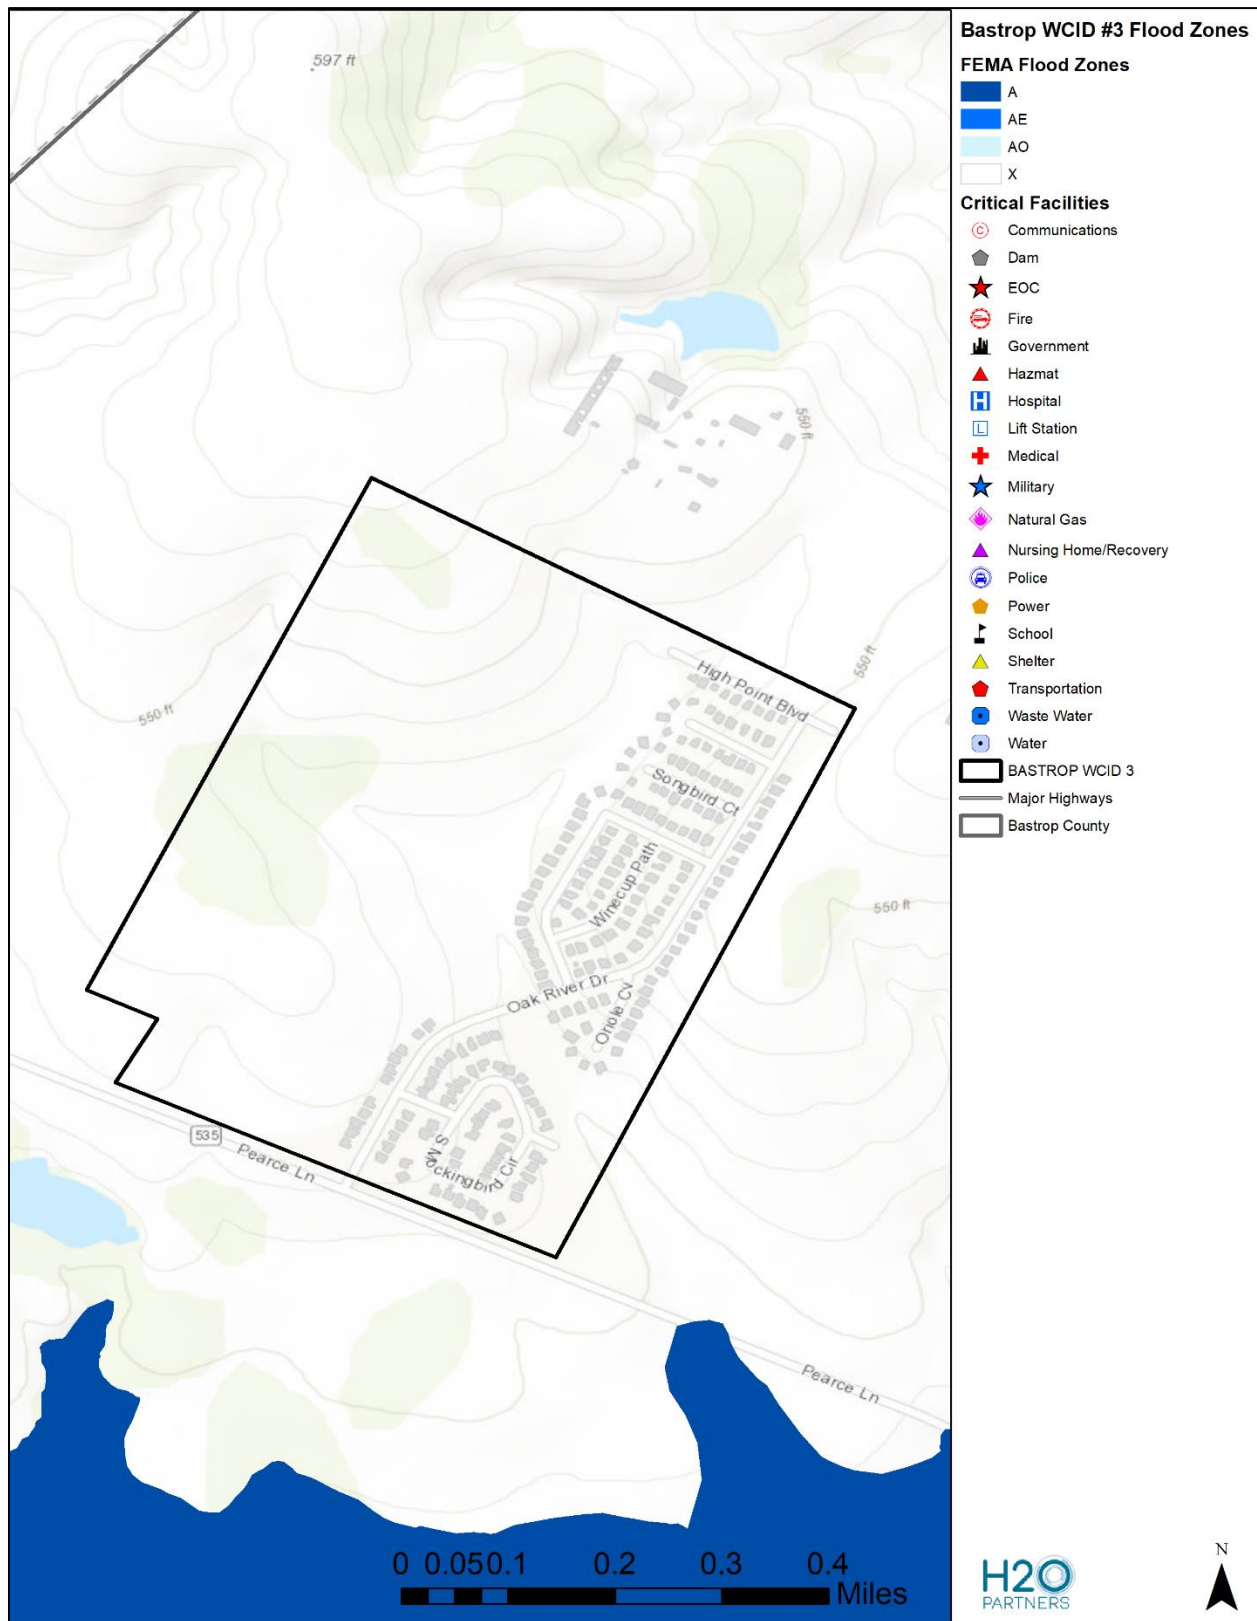 597 ft
550 ft
High Point Blvd
550 ft
550 ft
Songbird Ct
Winecup Path
550 ft
Oak River Dr
Oriole Cv
S Mockingbird Cir
535
Pearce Ln
Pearce Ln
0 0.05 0.1 0.2 0.3 0.4
Miles
Bastrop WCID #3 Flood Zones
FEMA Flood Zones
A
AE
AO
X
Critical Facilities
C Communications
Dam
EOC
Fire
Government
Hazmat
H Hospital
L Lift Station
Medical
Military
Natural Gas
Nursing Home/Recovery
Police
Power
School
Shelter
Transportation
Waste Water
Water
BASTROP WCID 3
Major Highways
Bastrop County
H2O
PARTNERS
N